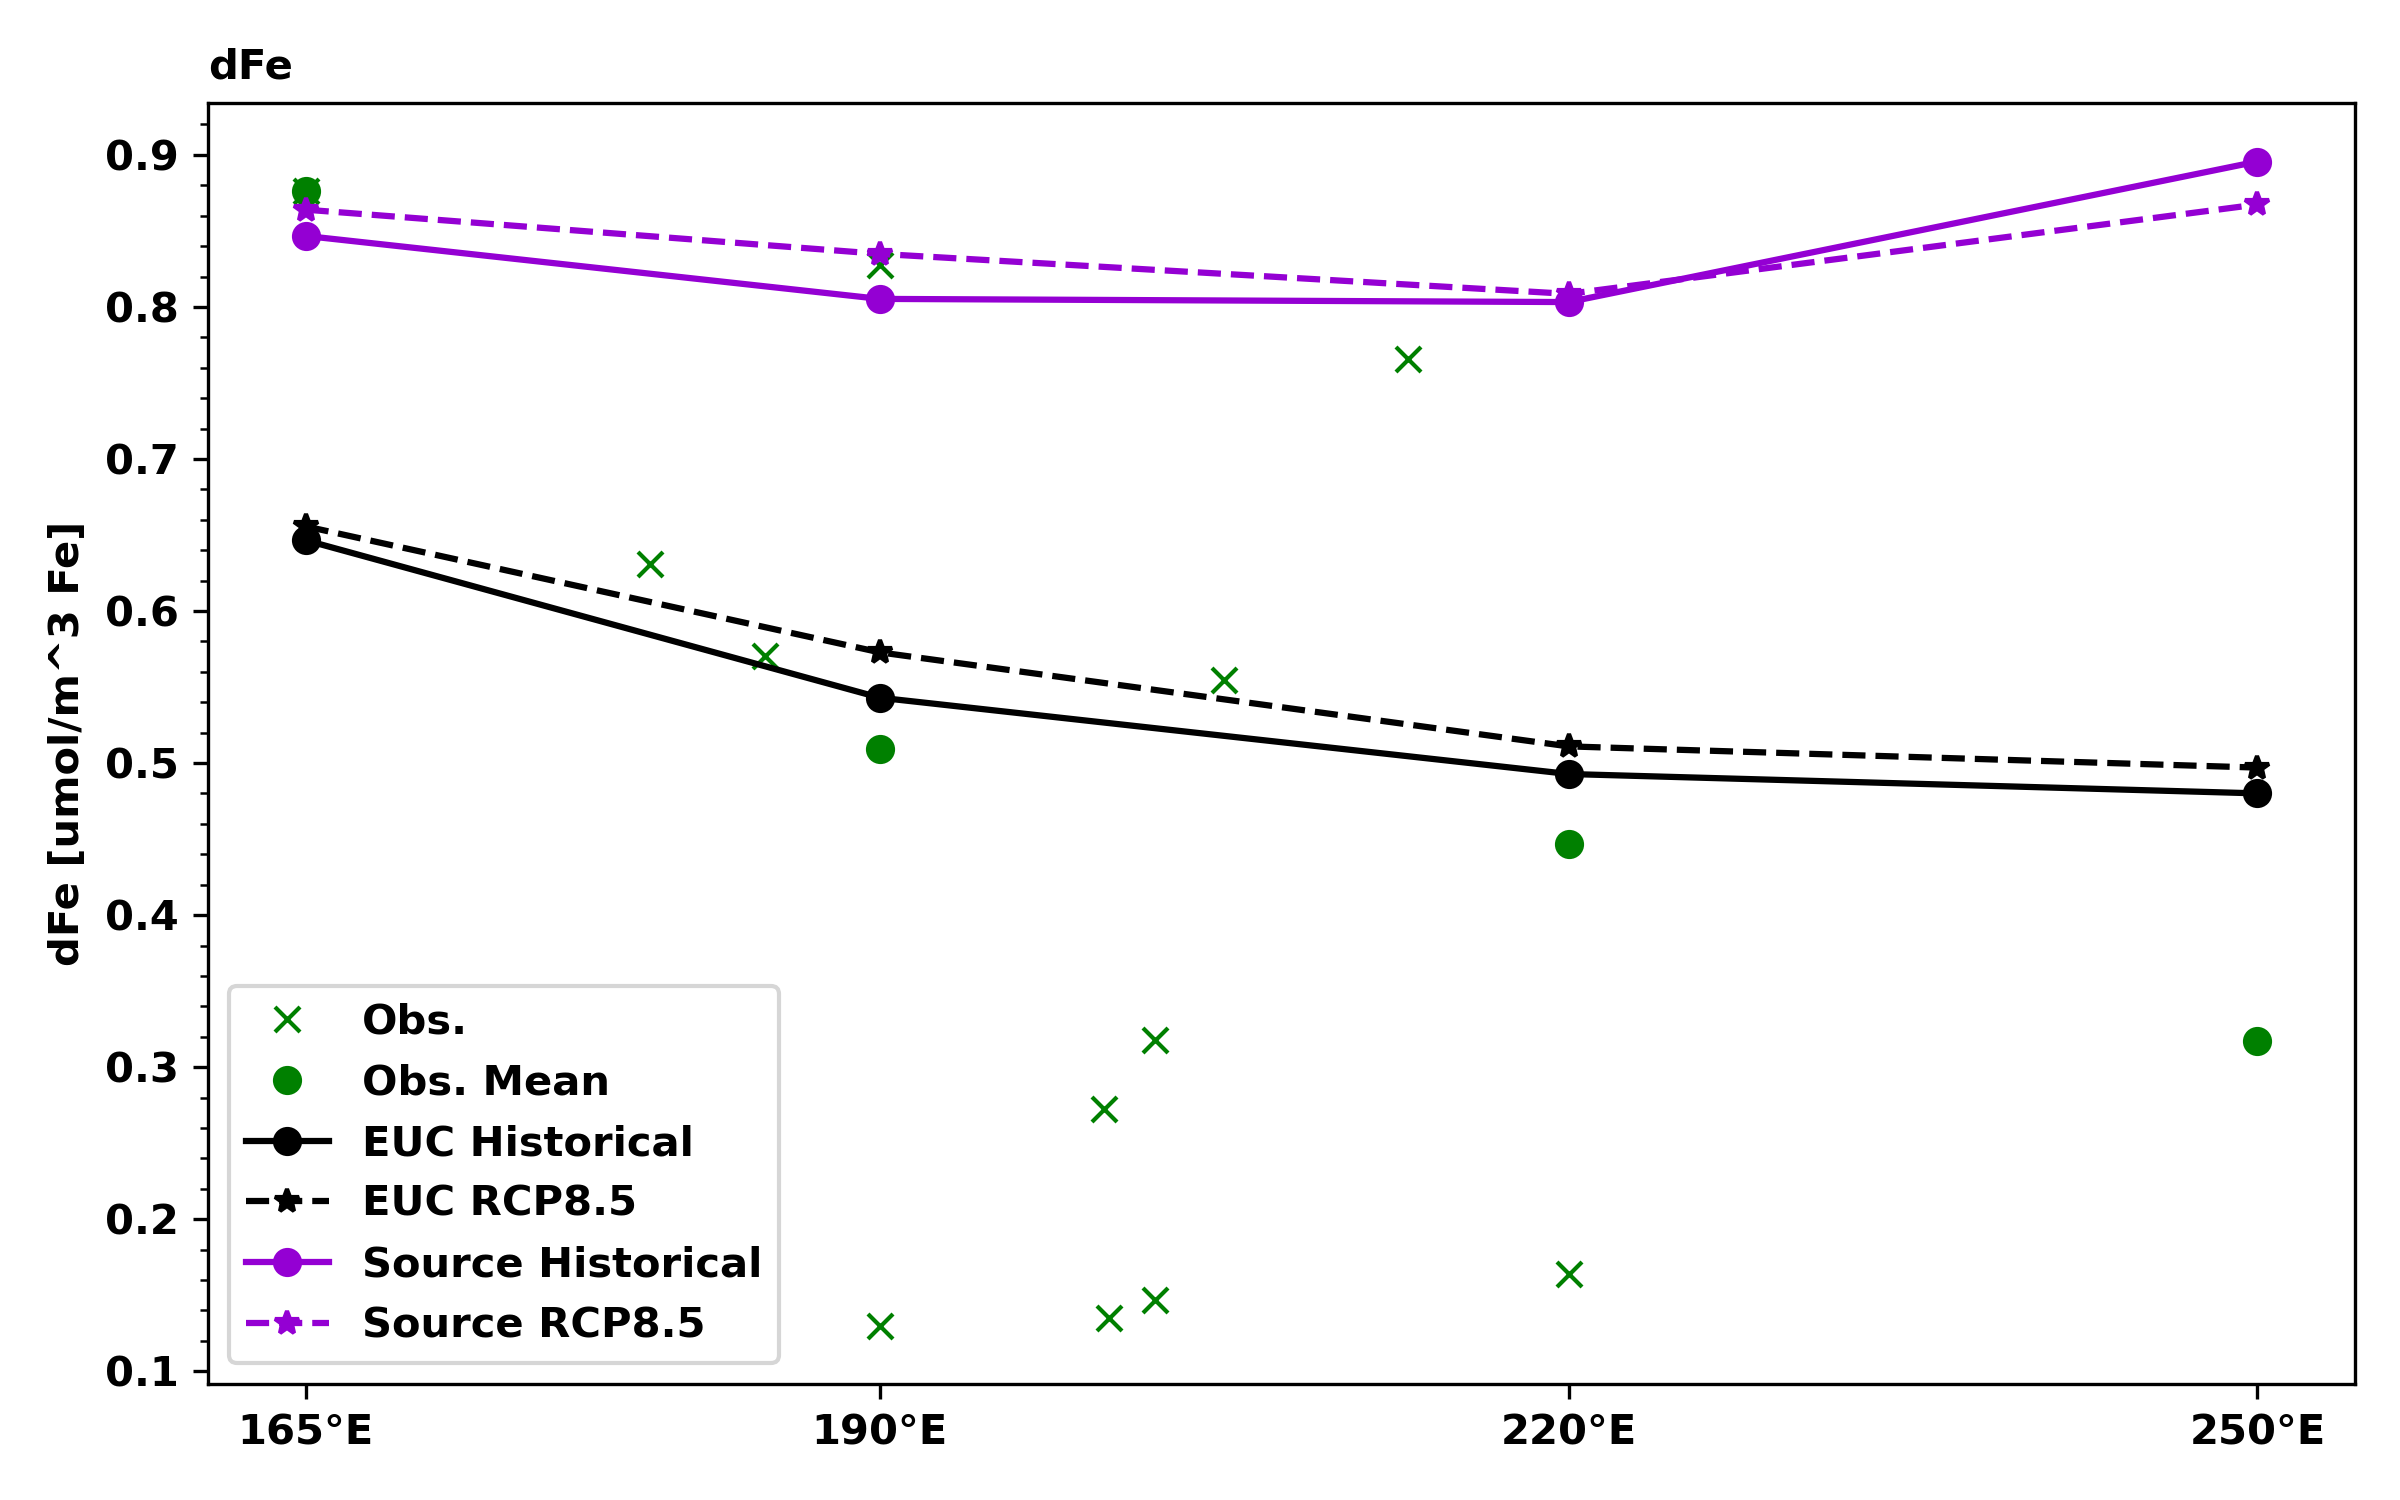 dFe
dFe [umol/m^3 Fe]
0.9
0.8
0.7
0.6
0.5
0.4
0.3
0.2
0.1
Obs.
Obs. Mean
EUC Historical
EUC RCP8.5
Source Historical
Source RCP8.5
165°E 190°E 220°E 250°E